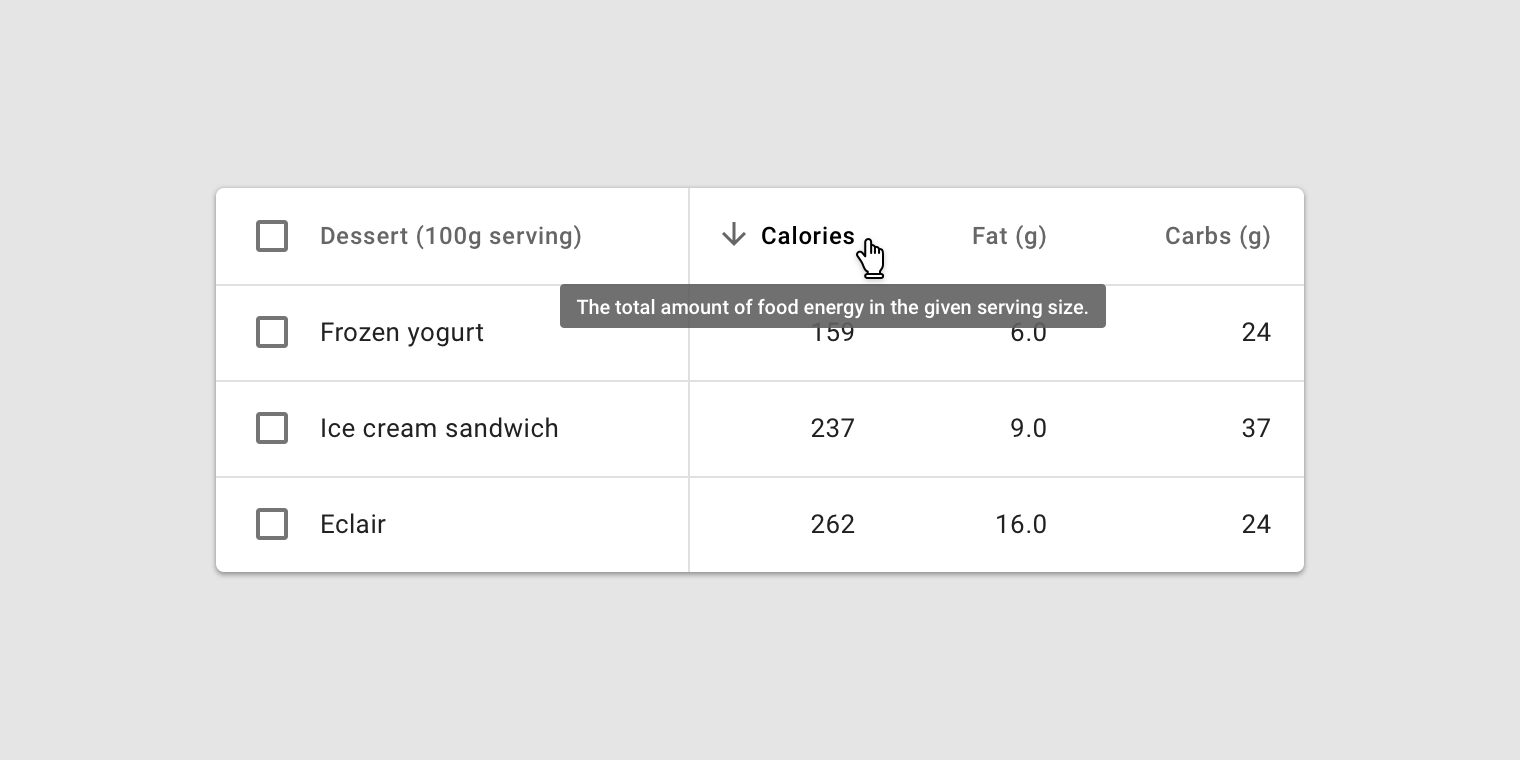 Dessert (100g serving) Calories Fat (g) Carbs (g)
The total amount of food energy in the given serving size.
Frozen yogurt 159 6.0 24
Ice cream sandwich 237 9.0 37
Eclair 262 16.0 24